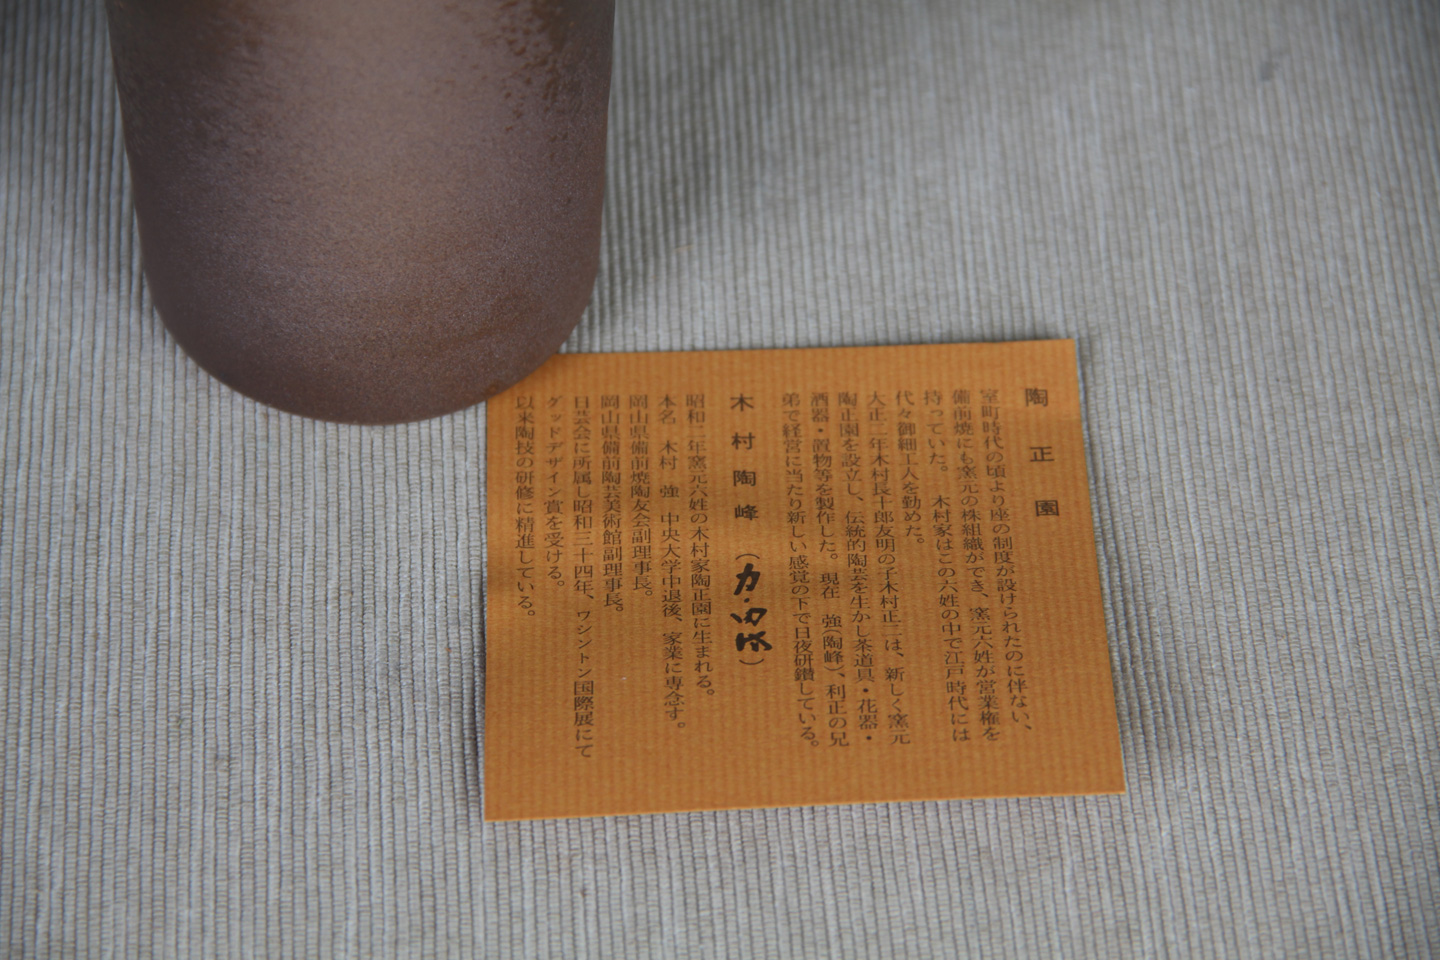 陶正園
室町時代の頃より座の制度が設けられたのに伴ない、
備前焼にも窯元の株組織ができ、窯元六姓が営業権を
持っていた。木村家はこの六姓の中で江戸時代には
代々御細工人を勤めた。
大正二年木村長十郎友明の子木村正二は、新しく窯元
陶正園を設立し、伝統的陶芸を生かし茶道具・花器・
酒器・置物等を製作した。現在 強(陶峰)、利正の兄
弟で経営に当たり新しい感覚の下で日夜研鑽している。
木村陶峰
昭和二年窯元六姓の木村家陶正園に生まれる。
本名 木村 強 中央大学中退後、家業に専念す。
岡山県備前焼陶友会副理事長。
岡山県備前陶芸美術館副理事長。
日芸会に所属し昭和三十四年、ワシントン国際展にて
グッドデザイン賞を受ける。
以来陶技の研修に精進している。